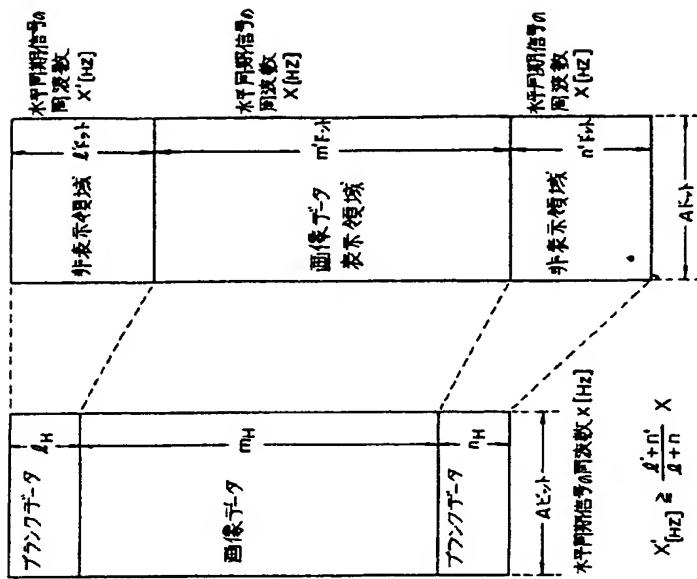 ブランクデータ
ℓH
画像データ
mH
ブランクデータ
nH
Aビット
水平同期信号の周波数X[HZ]
X'[HZ] ≧ ℓ'+n' / ℓ+n X
非表示領域
ℓ'ドット
画像データ
表示領域
m'ドット
非表示領域
n'ドット
Aドット
水平同期信号の
周波数
X'[HZ]
水平同期信号の
周波数
X[HZ]
水平同期信号の
周波数
X[HZ]